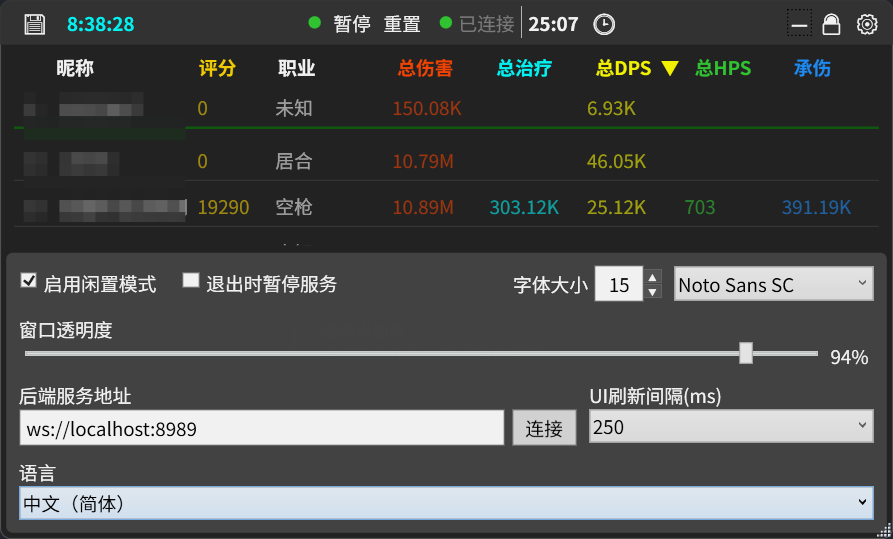 8:38:28 暂停 重置 已连接 25:07
昵称 评分 职业 总伤害 总治疗 总DPS ▼ 总HPS 承伤
0 未知 150.08K 6.93K
0 居合 10.79M 46.05K
19290 空枪 10.89M 303.12K 25.12K 703 391.19K
启用闲置模式 退出时暂停服务 字体大小 15 Noto Sans SC
窗口透明度
94%
后端服务地址 UI刷新间隔(ms)
ws://localhost:8989 连接 250
语言
中文（简体）